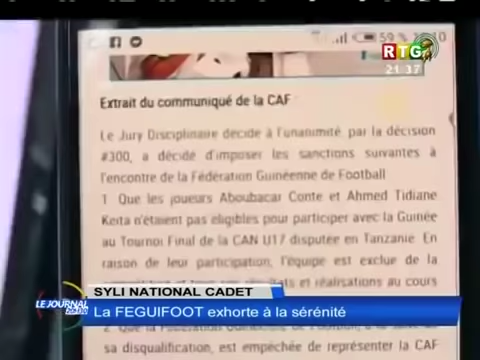 59 %
10
RTG
21:37
Extrait du communiqué de la CAF :
Le Jury Disciplinaire décide à l'unanimité, par la décision
#300, a décidé d'imposer les sanctions suivantes à
l'encontre de la Fédération Guinéenne de Football
1. Que les joueurs Aboubacar Conte et Ahmed Tidiane
Keita n'étaient pas eligibles pour participer avec la Guinée
au Tournoi Final de la CAN U17 disputée en Tanzanie. En
raison de leur participation, l'équipe est exclue de la
et réalisations au cours
SYLI NATIONAL CADET
LE JOURNAL
20H30
La FEGUIFOOT exhorte à la sérénité
sa disqualification, est empêchée de représenter la CAF